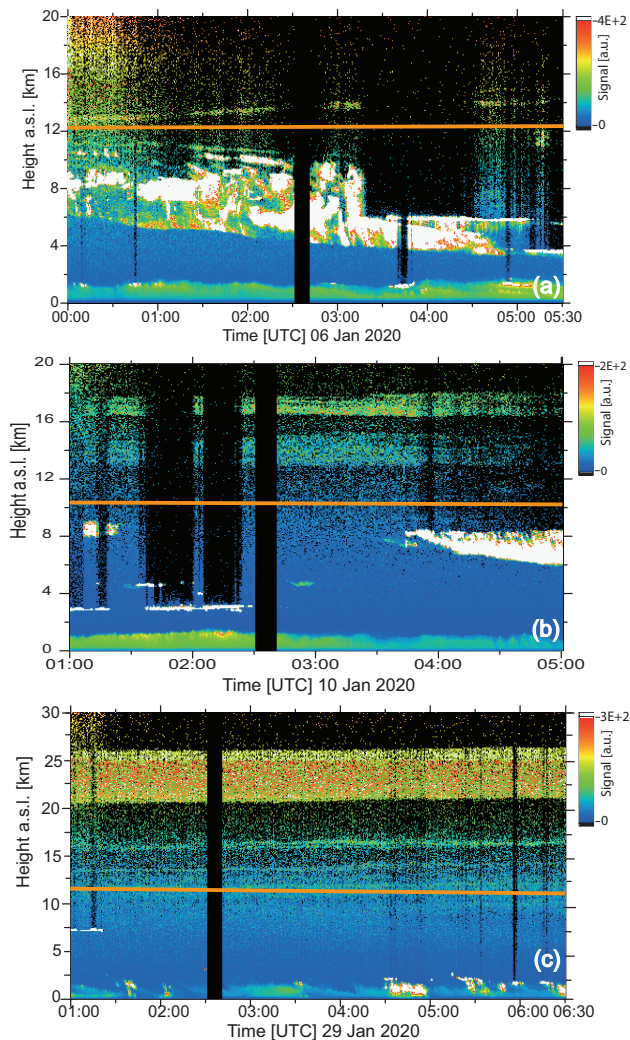 20
16
12
8
4
0
Height a.s.l. [km]
4E+2
Signal [a.u.]
0
(a)
00:00 01:00 02:00 03:00 04:00 05:00 05:30
Time [UTC] 06 Jan 2020
20
16
12
8
4
0
Height a.s.l. [km]
2E+2
Signal [a.u.]
0
(b)
01:00 02:00 03:00 04:00 05:00
Time [UTC] 10 Jan 2020
30
25
20
15
10
5
0
Height a.s.l. [km]
3E+2
Signal [a.u.]
0
(c)
01:00 02:00 03:00 04:00 05:00 06:00 06:30
Time [UTC] 29 Jan 2020